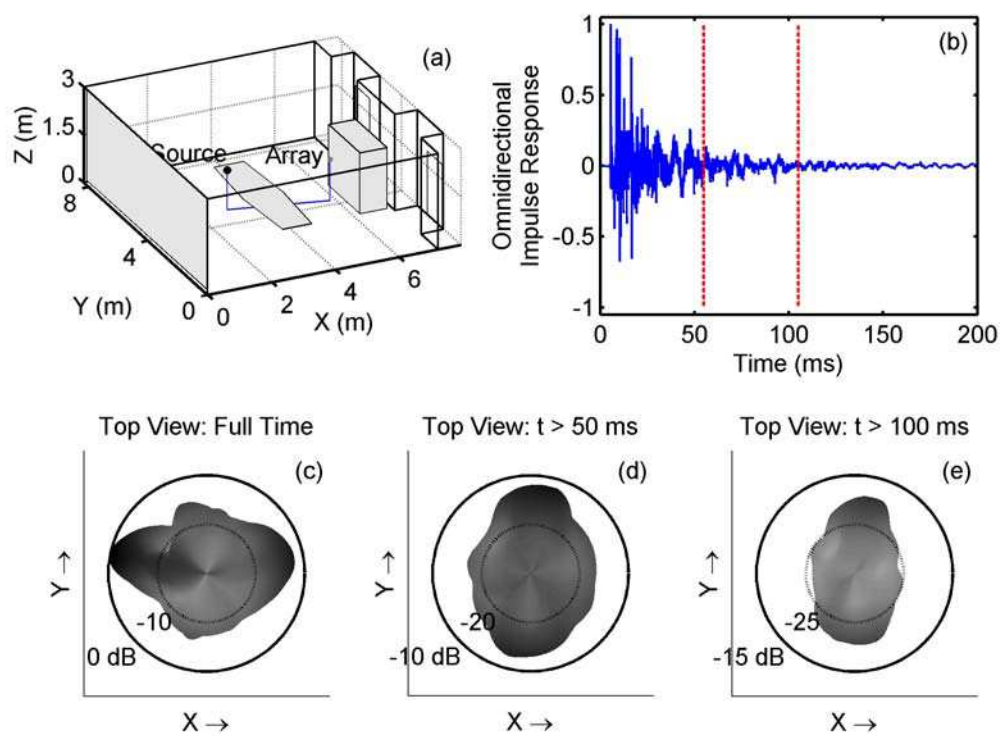 (a)
3
1.5
0
Z (m)
8
4
0
Y (m)
0
2
4
6
X (m)
Source
Array
(b)
Omnidirectional
Impulse Response
1
0.5
0
-0.5
-1
0
50
100
150
200
Time (ms)
Top View: Full Time
(c)
-10
0 dB
Y →
X →
Top View: t > 50 ms
(d)
-20
-10 dB
Y →
X →
Top View: t > 100 ms
(e)
-25
-15 dB
Y →
X →